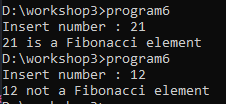 D:\workshop3>program6
Insert number : 21
21 is a Fibonacci element
D:\workshop3>program6
Insert number : 12
12 not a Fibonacci element